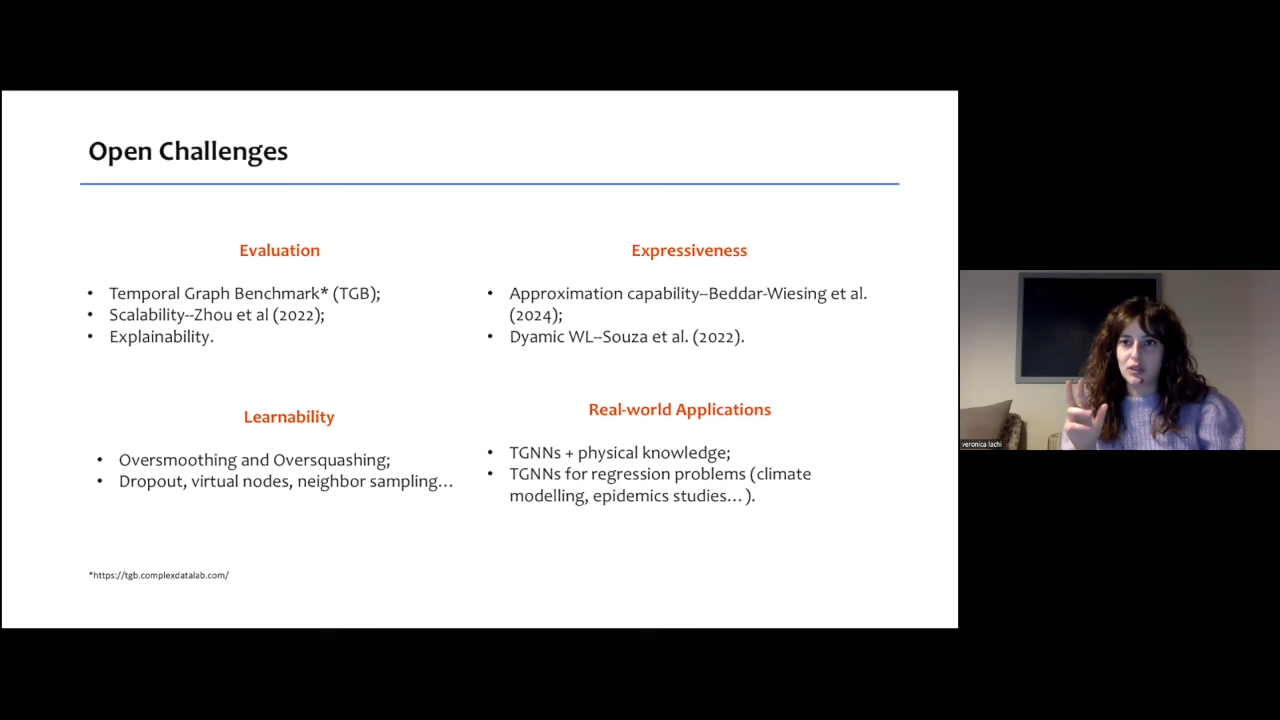 Open Challenges
Evaluation
• Temporal Graph Benchmark* (TGB);
• Scalability--Zhou et al (2022);
• Explainability.
Expressiveness
• Approximation capability--Beddar-Wiesing et al.
(2024);
• Dyamic WL--Souza et al. (2022).
Learnability
• Oversmoothing and Oversquashing;
• Dropout, virtual nodes, neighbor sampling…
Real-world Applications
• TGNNs + physical knowledge;
• TGNNs for regression problems (climate
modelling, epidemics studies… ).
*https://tgb.complexdatalab.com/
veronica lachi